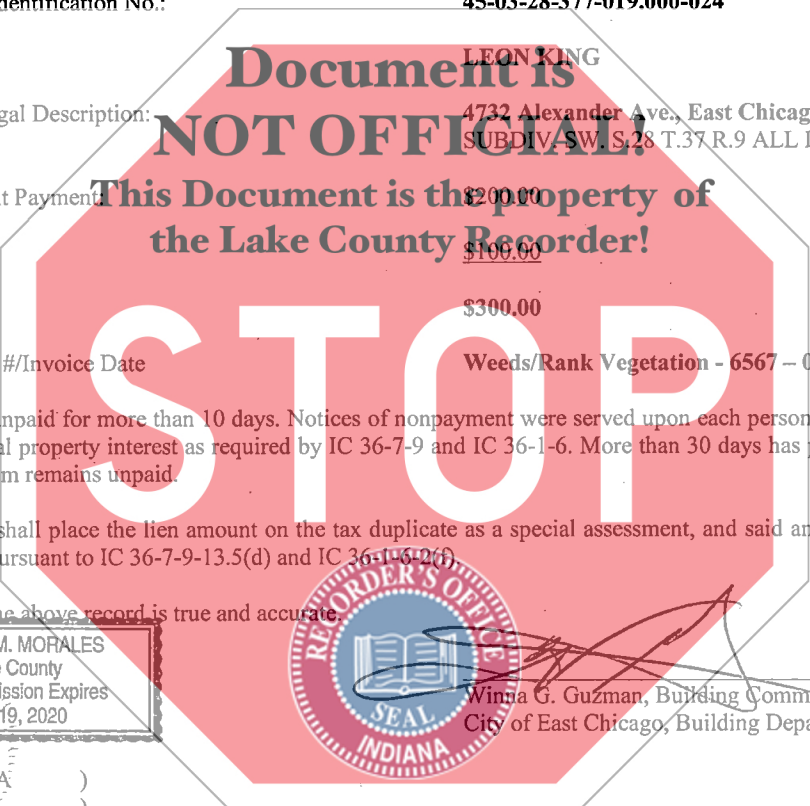 dentification No.:
45-03-28-377-019.000-024
LEON KING
Document is
gal Description:
4732 Alexander Ave., East Chicag
NOT OFFICIAL!
SUBDIV. SW. S.28 T.37 R.9 ALL
t Payment:
$200.00
This Document is the property of
the Lake County Recorder!
$100.00
$300.00
STOP
#/Invoice Date
Weeds/Rank Vegetation - 6567 –
npaid for more than 10 days. Notices of nonpayment were served upon each person
al property interest as required by IC 36-7-9 and IC 36-1-6. More than 30 days has
m remains unpaid.
shall place the lien amount on the tax duplicate as a special assessment, and said an
ursuant to IC 36-7-9-13.5(d) and IC 36-1-6-2(f).
e above record is true and accurate.
M. MORALES
County
ission Expires
19, 2020
RECORDER'S OFFICE
SEAL
INDIANA
Winna G. Guzman, Building Comm
City of East Chicago, Building Depa
A )
)